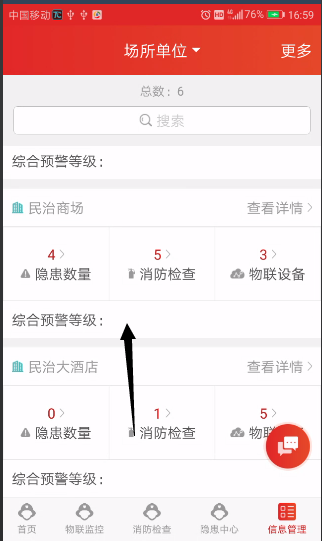 中国移动 HD 4G 76% 16:59
场所单位 更多
总数：6
搜索
综合预警等级：
民治商场 查看详情
4 5 3
隐患数量 消防检查 物联设备
综合预警等级：
民治大酒店 查看详情
0 1 5
隐患数量 消防检查 物联
综合预警等级：
首页 物联监控 消防检查 隐患中心 信息管理